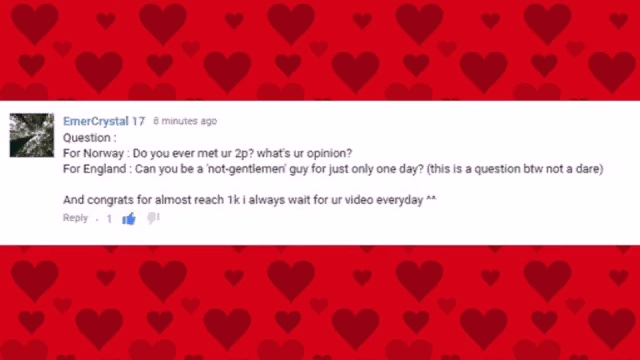 EmerCrystal 17 8 minutes ago
Question :
For Norway : Do you ever met ur 2p? what's ur opinion?
For England : Can you be a 'not-gentlemen' guy for just only one day? (this is a question btw not a dare)
And congrats for almost reach 1k i always wait for ur video everyday ^^
Reply · 1